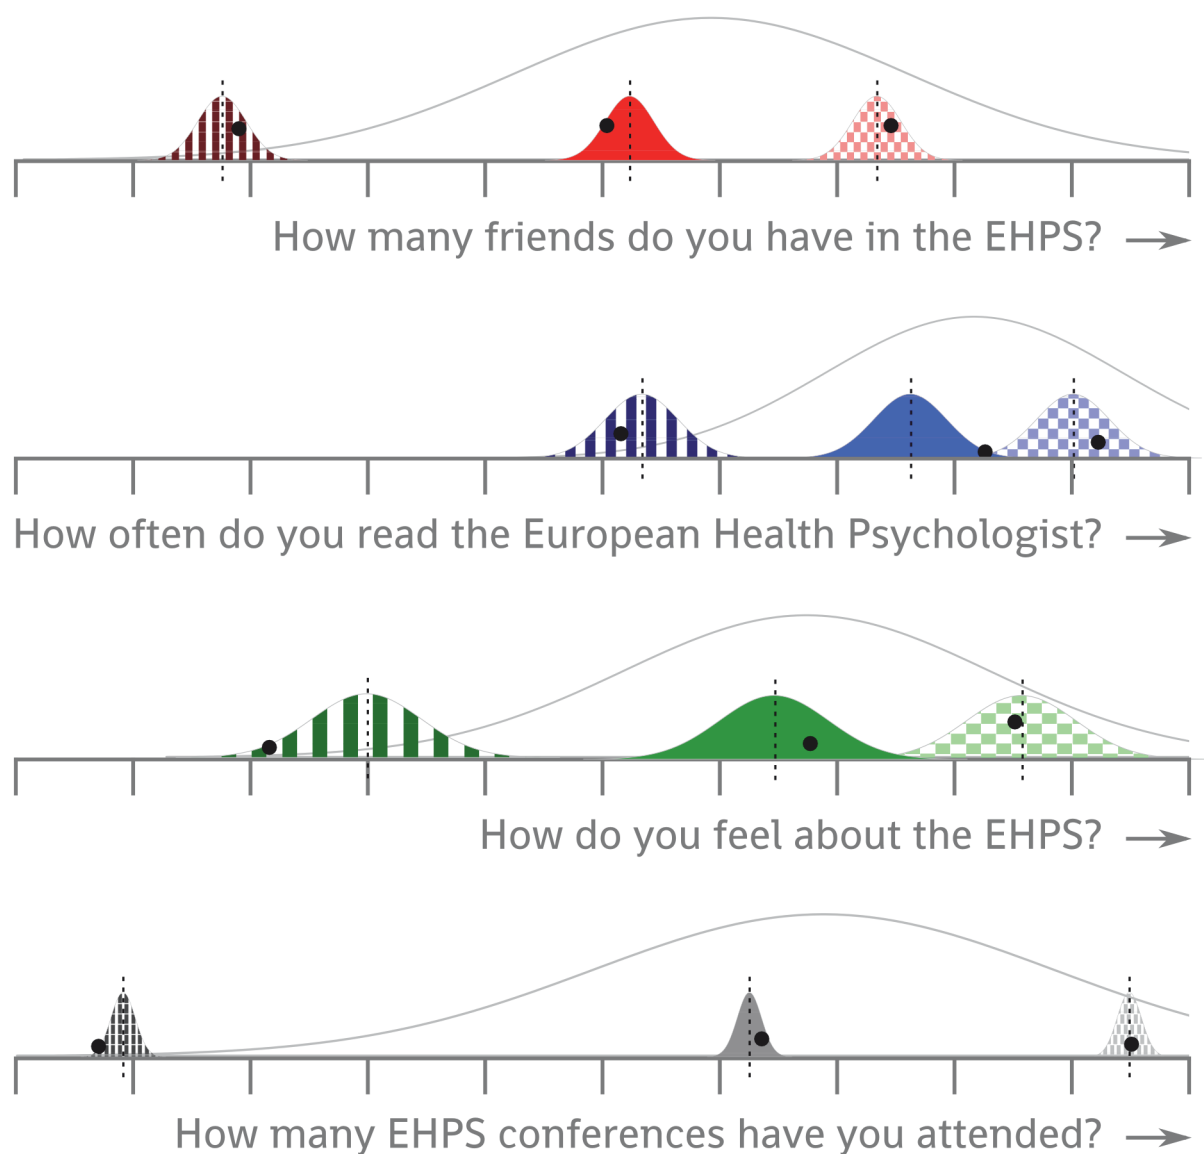 How many friends do you have in the EHPS?
How often do you read the European Health Psychologist?
How do you feel about the EHPS?
How many EHPS conferences have you attended?